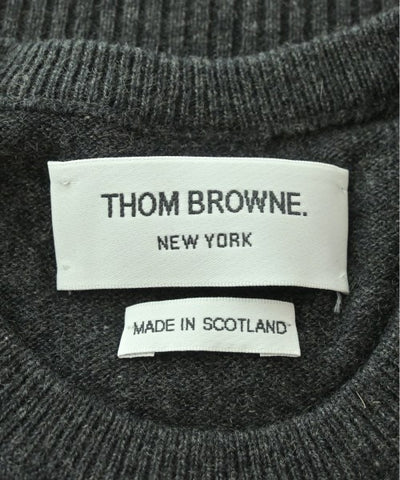 THOM BROWNE.
NEW YORK
MADE IN SCOTLAND